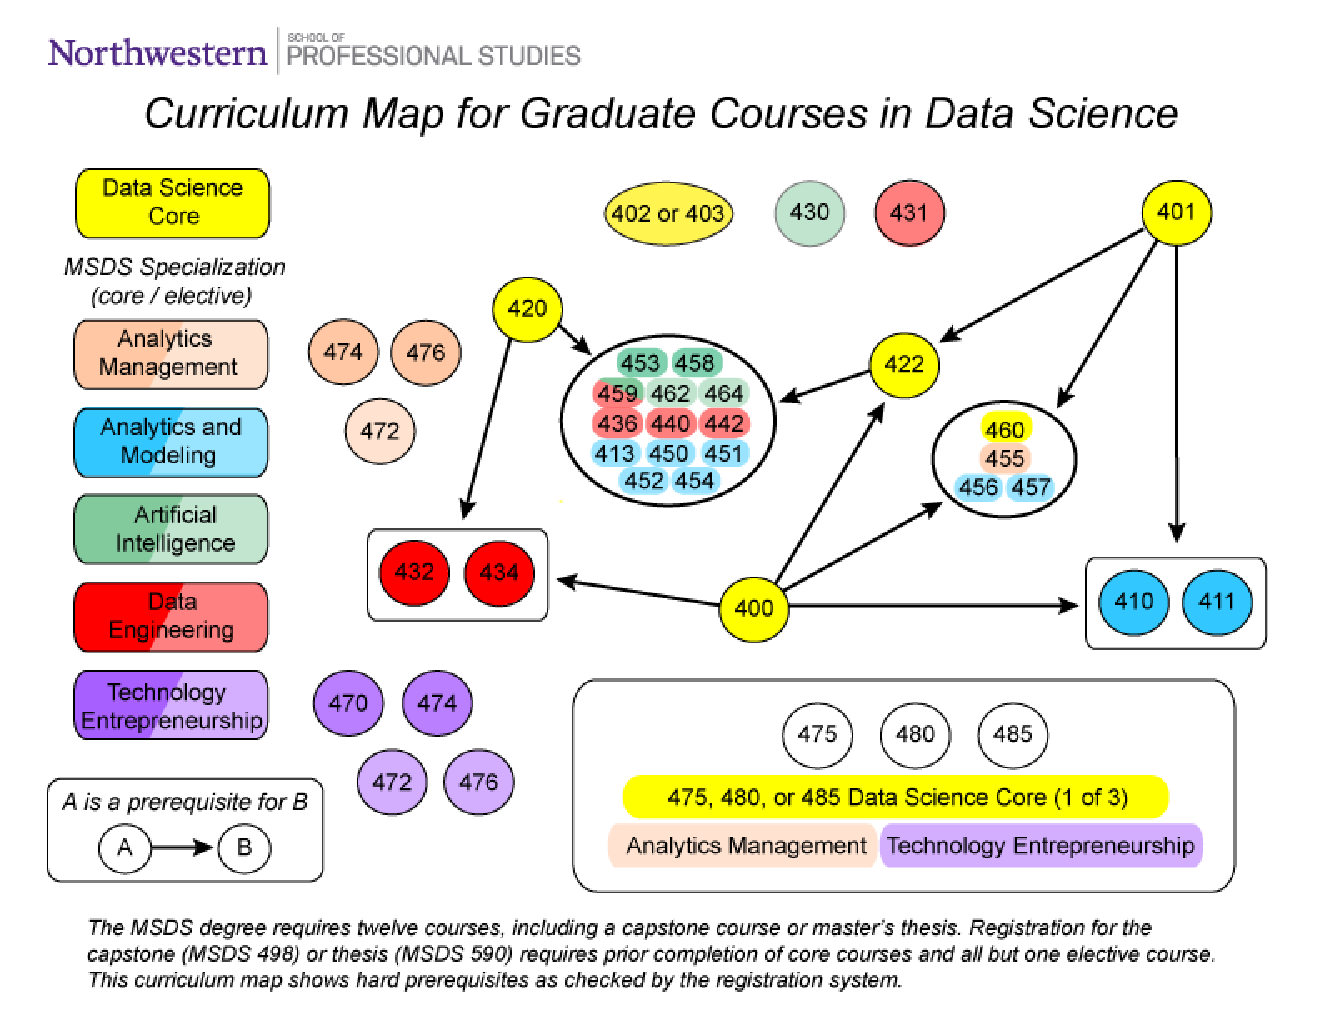 Northwestern
SCHOOL OF
PROFESSIONAL STUDIES
Curriculum Map for Graduate Courses in Data Science
Data Science
Core
MSDS Specialization
(core / elective)
Analytics
Management
Analytics and
Modeling
Artificial
Intelligence
Data
Engineering
Technology
Entrepreneurship
A is a prerequisite for B
A B
402 or 403 430 431 401
420
474 476
472
422
453 458
459 462 464
436 440 442
413 450 451
452 454
460
455
456 457
432 434
400
410 411
470 474
472 476
475 480 485
475, 480, or 485 Data Science Core (1 of 3)
Analytics Management Technology Entrepreneurship
The MSDS degree requires twelve courses, including a capstone course or master's thesis. Registration for the
capstone (MSDS 498) or thesis (MSDS 590) requires prior completion of core courses and all but one elective course.
This curriculum map shows hard prerequisites as checked by the registration system.